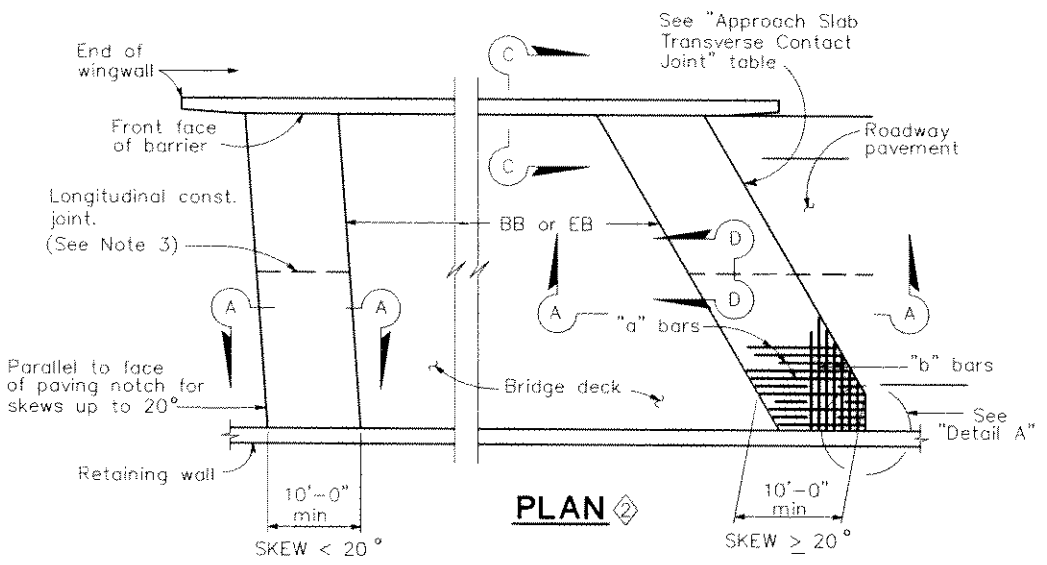 See "Approach Slab
Transverse Contact
Joint" table
End of
wingwall
C
Front face
of barrier
Roadway
pavement
C
Longitudinal const.
joint.
(See Note 3)
BB or EB
D
A
A
D
A
A
"a" bars
"b" bars
Parallel to face
of paving notch for
skews up to 20°
Bridge deck
See
"Detail A"
Retaining wall
10'-0"
min
SKEW < 20°
PLAN 2
10'-0"
min
SKEW ≥ 20°